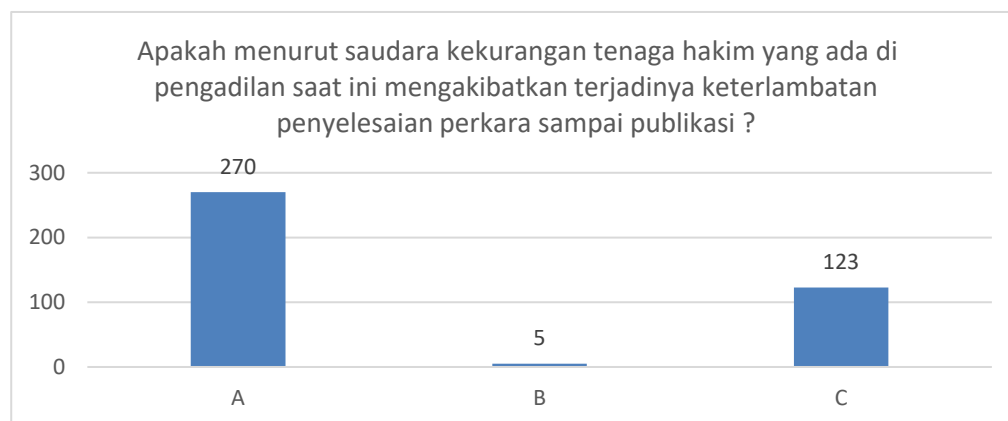 Apakah menurut saudara kekurangan tenaga hakim yang ada di
pengadilan saat ini mengakibatkan terjadinya keterlambatan
penyelesaian perkara sampai publikasi ?
300
270
200
123
100
5
0
A
B
C